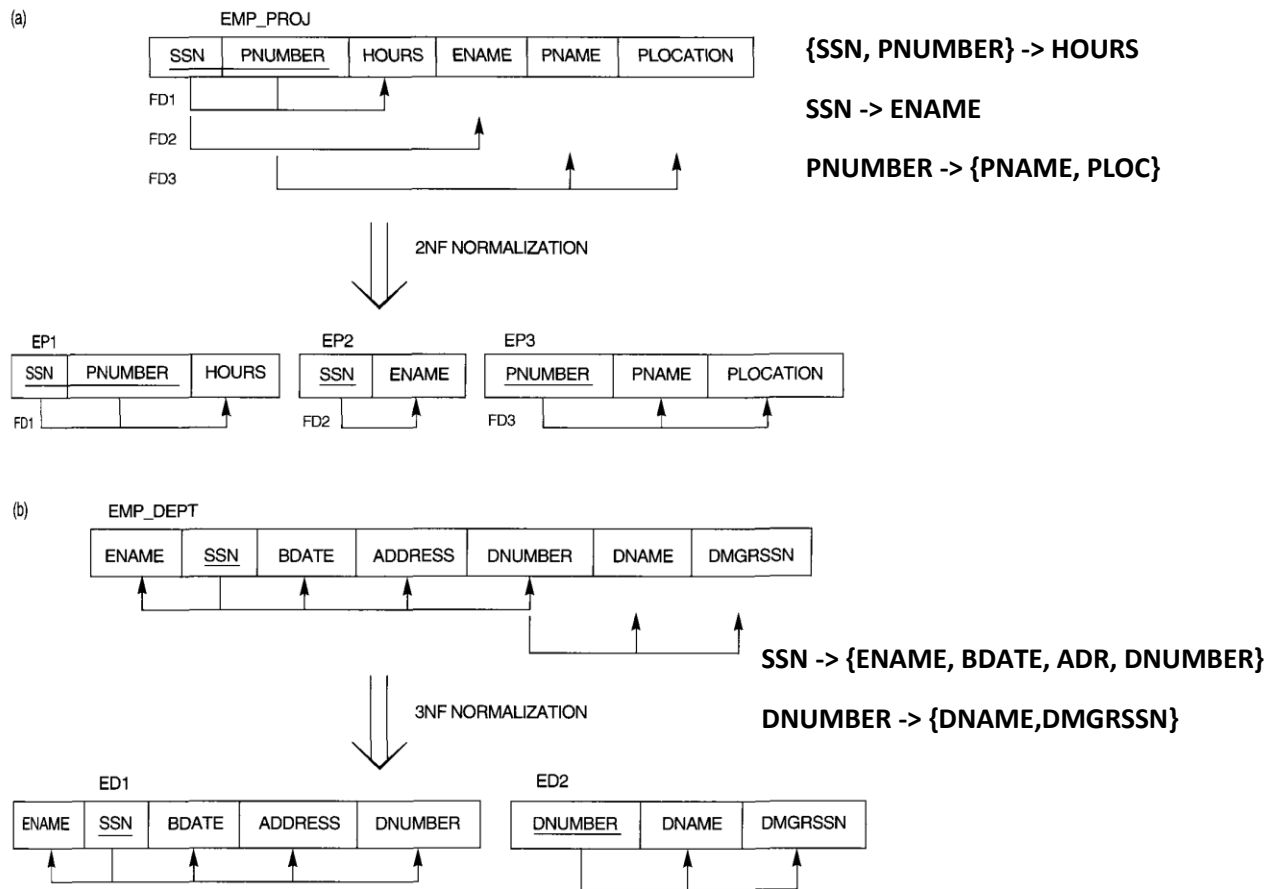 (a)
EMP_PROJ
SSN PNUMBER HOURS ENAME PNAME PLOCATION
{SSN, PNUMBER} -> HOURS
FD1
SSN -> ENAME
FD2
PNUMBER -> {PNAME, PLOC}
FD3
2NF NORMALIZATION
EP1 EP2 EP3
SSN PNUMBER HOURS SSN ENAME PNUMBER PNAME PLOCATION
FD1 FD2 FD3
(b)
EMP_DEPT
ENAME SSN BDATE ADDRESS DNUMBER DNAME DMGRSSN
SSN -> {ENAME, BDATE, ADR, DNUMBER}
3NF NORMALIZATION
DNUMBER -> {DNAME,DMGRSSN}
ED1 ED2
ENAME SSN BDATE ADDRESS DNUMBER DNUMBER DNAME DMGRSSN